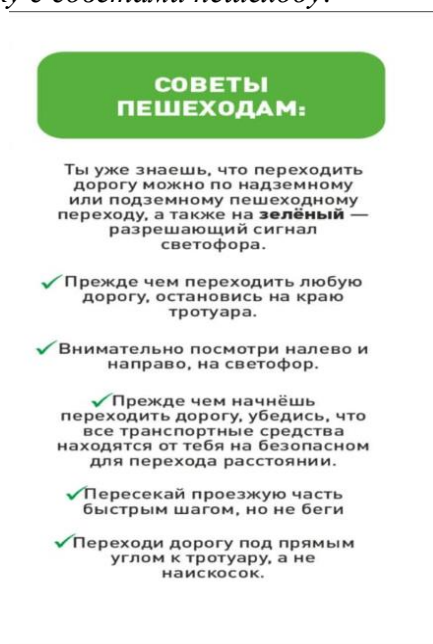 с советами пешеходу.
СОВЕТЫ
ПЕШЕХОДАМ:
Ты уже знаешь, что переходить
дорогу можно по надземному
или подземному пешеходному
переходу, а также на зелёный —
разрешающий сигнал
светофора.
Прежде чем переходить любую
дорогу, остановись на краю
тротуара.
Внимательно посмотри налево и
направо, на светофор.
Прежде чем начнёшь
переходить дорогу, убедись, что
все транспортные средства
находятся от тебя на безопасном
для перехода расстоянии.
Пересекай проезжую часть
быстрым шагом, но не беги
Переходи дорогу под прямым
углом к тротуару, а не
наискосок.